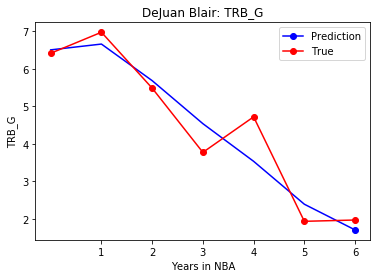 DeJuan Blair: TRB_G
Prediction
True
7
6
5
4
3
2
TRB_G
1 2 3 4 5 6
Years in NBA